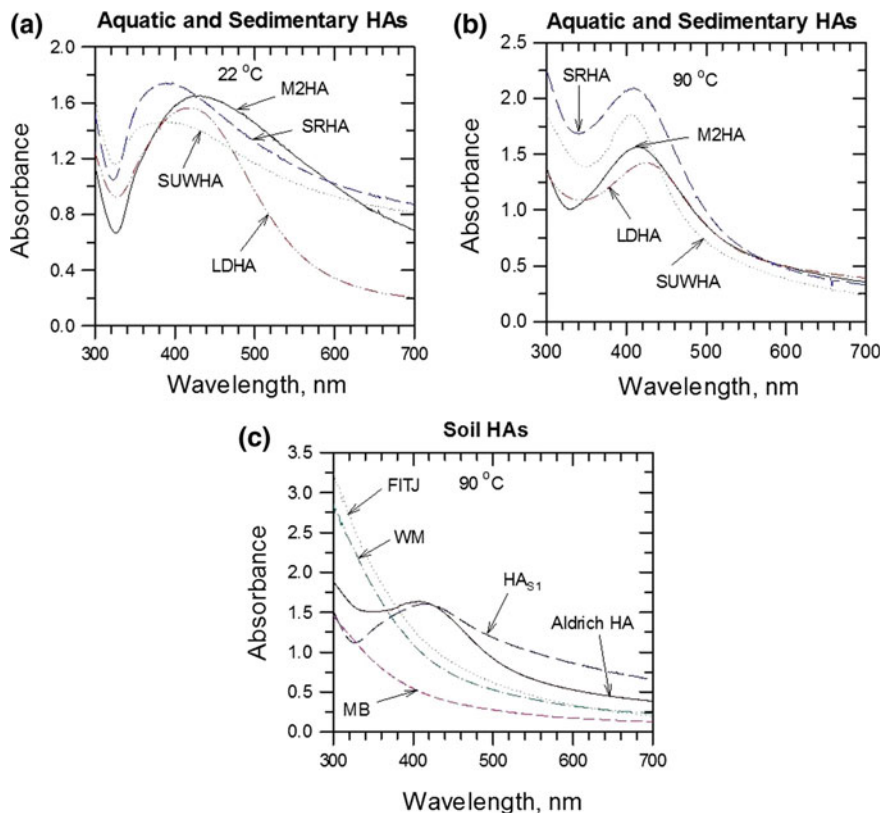 (a) Aquatic and Sedimentary HAs
22 °C
M2HA
SRHA
SUWHA
LDHA
Absorbance
2.0
1.6
1.2
0.8
0.4
0.0
300 400 500 600 700
Wavelength, nm
(b) Aquatic and Sedimentary HAs
90 °C
SRHA
M2HA
LDHA
SUWHA
Absorbance
2.5
2.0
1.5
1.0
0.5
0.0
300 400 500 600 700
Wavelength, nm
(c) Soil HAs
90 °C
FITJ
WM
HAS1
Aldrich HA
MB
Absorbance
3.5
3.0
2.5
2.0
1.5
1.0
0.5
0.0
300 400 500 600 700
Wavelength, nm